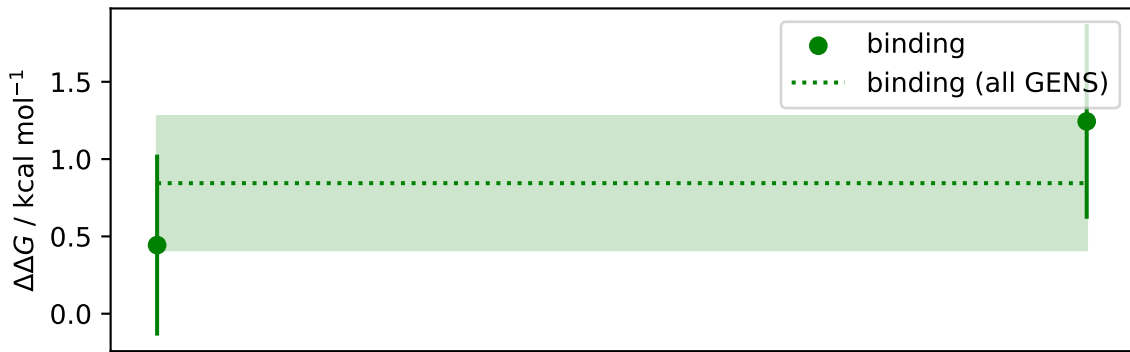 binding
binding (all GENS)
ΔΔG / kcal mol⁻¹
1.5
1.0
0.5
0.0